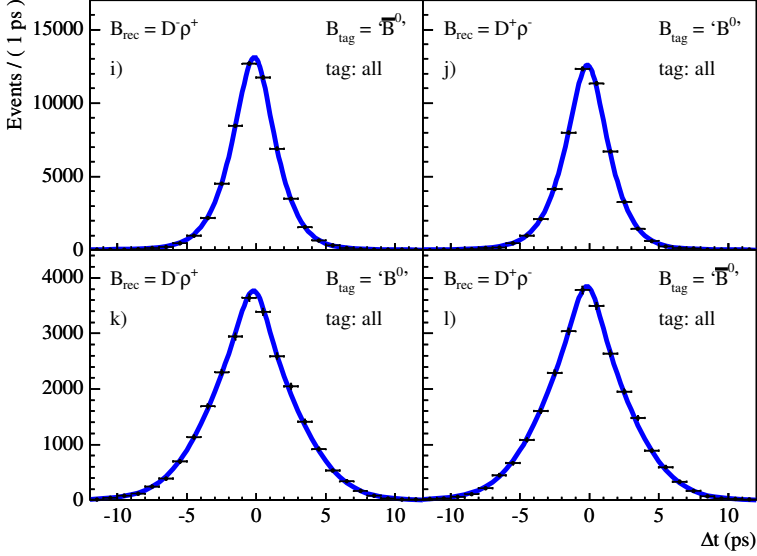 Events / ( 1 ps )
15000
10000
5000
0
B_rec = D⁻ρ⁺
B_tag = ‘B̅⁰’
i)
tag: all
B_rec = D⁺ρ⁻
B_tag = ‘B⁰’
j)
tag: all
4000
3000
2000
1000
0
B_rec = D⁻ρ⁺
B_tag = ‘B⁰’
k)
tag: all
B_rec = D⁺ρ⁻
B_tag = ‘B̅⁰’
l)
tag: all
-10 -5 0 5 10
-10 -5 0 5 10
Δt (ps)